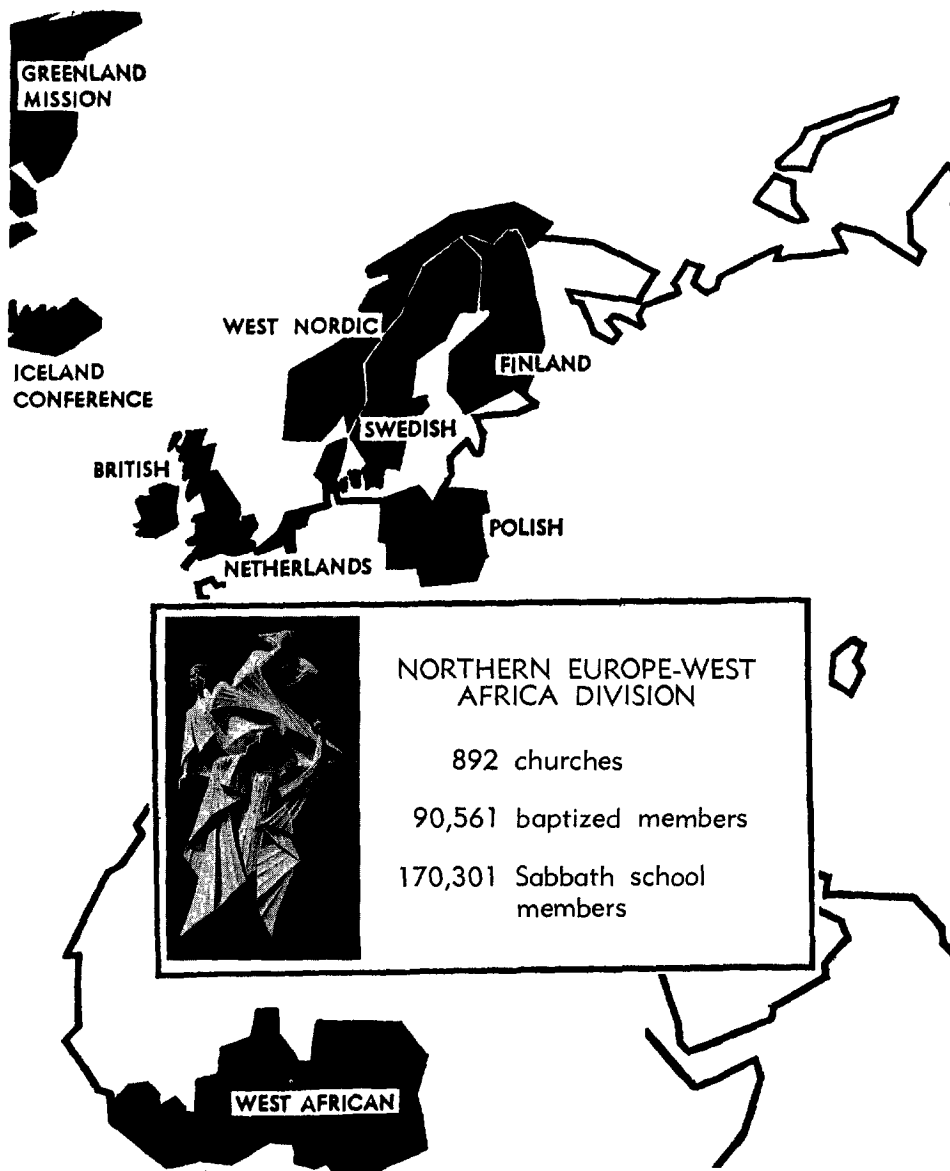 GREENLAND
MISSION
WEST NORDIC
ICELAND
CONFERENCE
FINLAND
SWEDISH
BRITISH
POLISH
NETHERLANDS
NORTHERN EUROPE-WEST
AFRICA DIVISION
892 churches
90,561 baptized members
170,301 Sabbath school
members
WEST AFRICAN